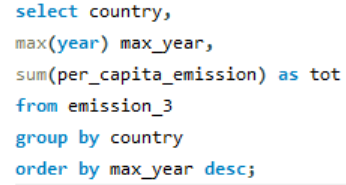 select country,
max(year) max_year,
sum(per_capita_emission) as tot
from emission_3
group by country
order by max_year desc;